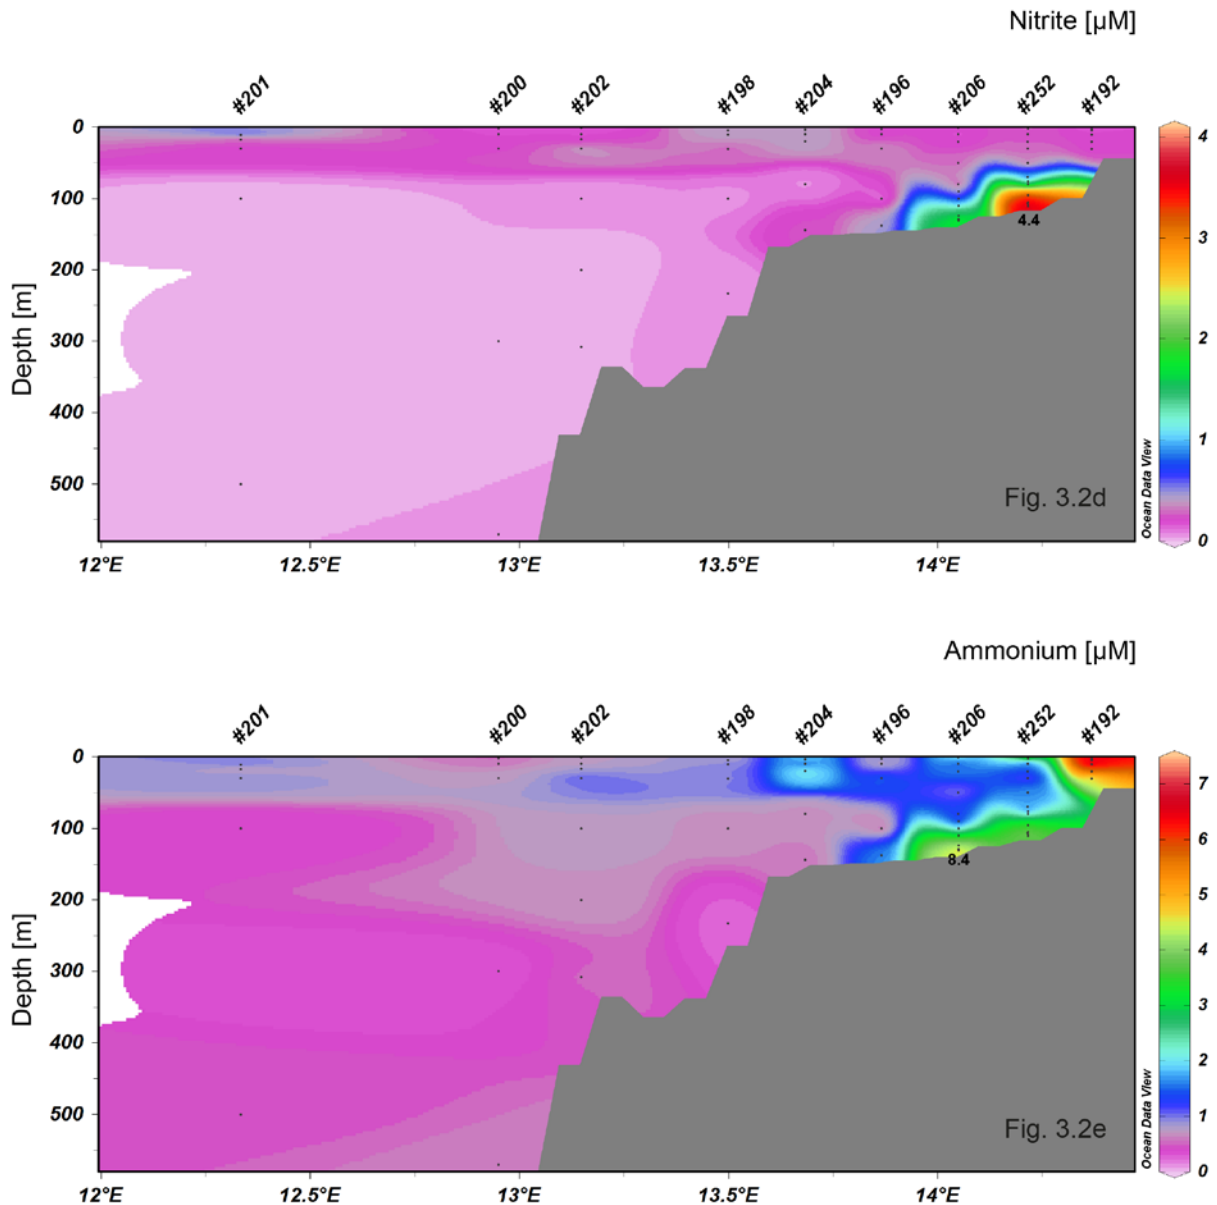 Nitrite [µM]
#201 #200 #202 #198 #204 #196 #206 #252 #192
0
100
200
300
400
500
Depth [m]
4.4
Fig. 3.2d
Ocean Data View
4
3
2
1
0
12°E 12.5°E 13°E 13.5°E 14°E
Ammonium [µM]
#201 #200 #202 #198 #204 #196 #206 #252 #192
0
100
200
300
400
500
Depth [m]
8.4
Fig. 3.2e
Ocean Data View
7
6
5
4
3
2
1
0
12°E 12.5°E 13°E 13.5°E 14°E